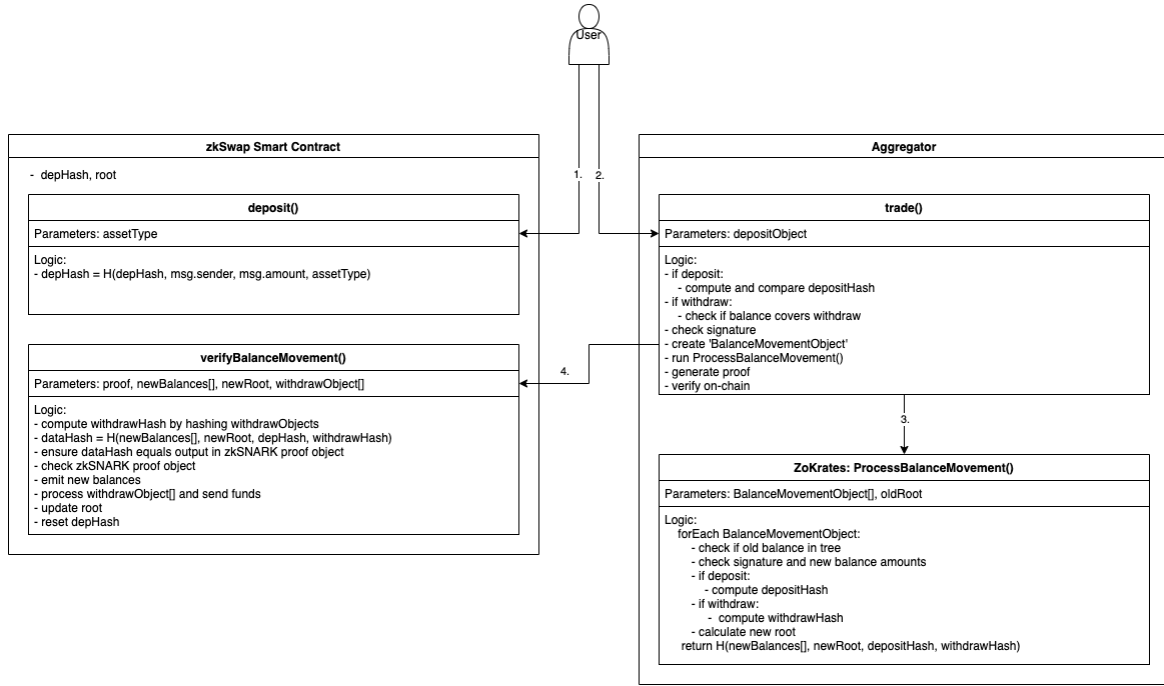 User
zkSwap Smart Contract
- depHash, root
deposit()
Parameters: assetType
Logic:
- depHash = H(depHash, msg.sender, msg.amount, assetType)
verifyBalanceMovement()
Parameters: proof, newBalances[], newRoot, withdrawObject[]
Logic:
- compute withdrawHash by hashing withdrawObjects
- dataHash = H(newBalances[], newRoot, depHash, withdrawHash)
- ensure dataHash equals output in zkSNARK proof object
- check zkSNARK proof object
- emit new balances
- process withdrawObject[] and send funds
- update root
- reset depHash
1.
2.
4.
Aggregator
trade()
Parameters: depositObject
Logic:
- if deposit:
- compute and compare depositHash
- if withdraw:
- check if balance covers withdraw
- check signature
- create 'BalanceMovementObject'
- run ProcessBalanceMovement()
- generate proof
- verify on-chain
3.
ZoKrates: ProcessBalanceMovement()
Parameters: BalanceMovementObject[], oldRoot
Logic:
forEach BalanceMovementObject:
- check if old balance in tree
- check signature and new balance amounts
- if deposit:
- compute depositHash
- if withdraw:
- compute withdrawHash
- calculate new root
return H(newBalances[], newRoot, depositHash, withdrawHash)